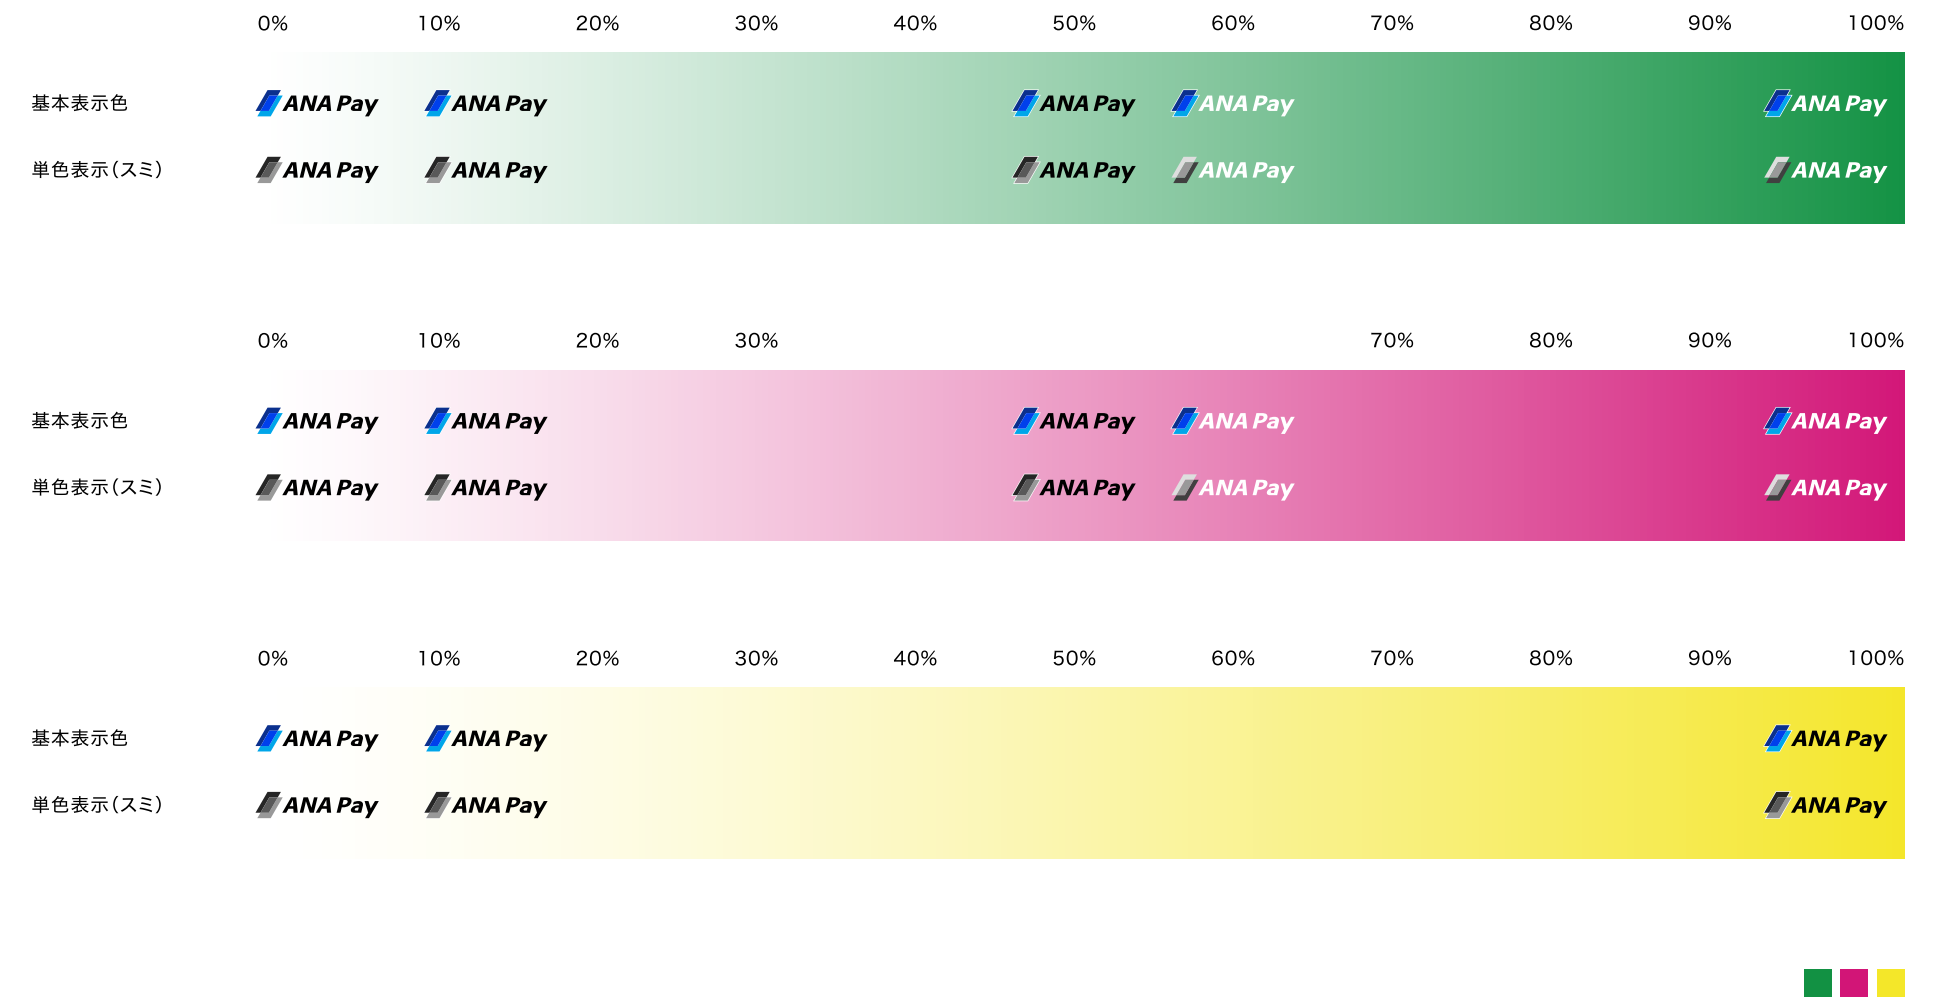 0% 10% 20% 30% 40% 50% 60% 70% 80% 90% 100%
基本表示色 ANA Pay ANA Pay ANA Pay ANA Pay ANA Pay
単色表示(スミ) ANA Pay ANA Pay ANA Pay ANA Pay ANA Pay
0% 10% 20% 30% 70% 80% 90% 100%
基本表示色 ANA Pay ANA Pay ANA Pay ANA Pay ANA Pay
単色表示(スミ) ANA Pay ANA Pay ANA Pay ANA Pay ANA Pay
0% 10% 20% 30% 40% 50% 60% 70% 80% 90% 100%
基本表示色 ANA Pay ANA Pay ANA Pay
単色表示(スミ) ANA Pay ANA Pay ANA Pay